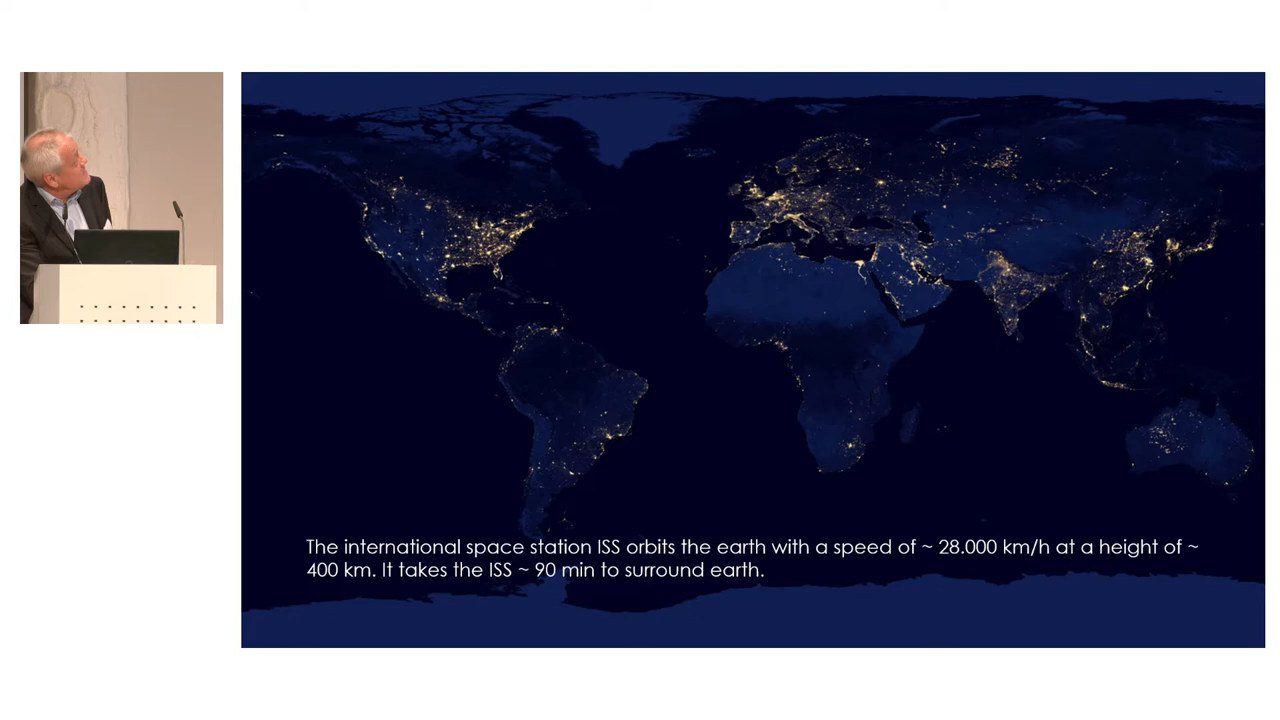 The international space station ISS orbits the earth with a speed of ~ 28.000 km/h at a height of ~
400 km. It takes the ISS ~ 90 min to surround earth.